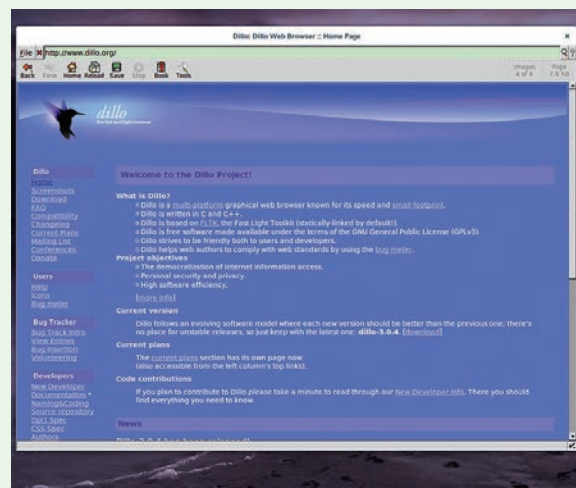 Dillo: Dillo Web Browser :: Home Page
File
http://www.dillo.org/
Back Forw Home Reload Save Stop Book Tools
Images
4 of 4
Page
7.6 KB
dillo
Dillo
Home
Screenshots
Download
FAQ
Compatibility
Changelog
Current Plans
Mailing List
Conferences
Donate
Users
Help
Icons
Bug meter
Bug Tracker
Bug Track Intro
View Entries
Bug Insertion
Volunteering
Developers
New Developer
Documentation *
Naming&Coding
Source repository
Dpi1 Spec
CSS Spec
Authors
Welcome to the Dillo Project!
What is Dillo?
Dillo is a multi-platform graphical web browser known for its speed and small footprint.
Dillo is written in C and C++.
Dillo is based on FLTK, the Fast Light Toolkit (statically-linked by default!).
Dillo is free software made available under the terms of the GNU General Public License (GPLv3).
Dillo strives to be friendly both to users and developers.
Dillo helps web authors to comply with web standards by using the bug meter.
Project objectives
The democratization of internet information access.
Personal security and privacy.
High software efficiency.
[more info]
Current version
Dillo follows an evolving software model where each new version should be better than the previous one; there's
no place for unstable releases, so just keep with the latest one: dillo-3.0.4. [download]
Current plans
The current plans section has its own page now
(also accessible from the left column's top links).
Code contributions
If you plan to contribute to Dillo please take a minute to read through our New Developer Info. There you should
find everything you need to know.
News
Dillo 3.0.4 has been released!